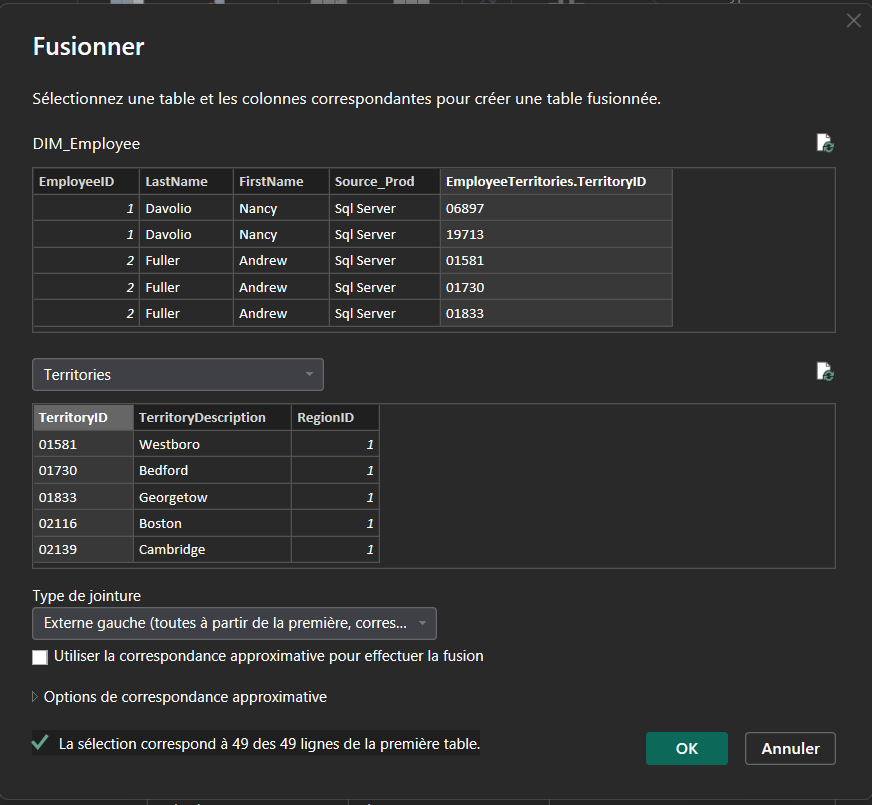 Fusionner
Sélectionnez une table et les colonnes correspondantes pour créer une table fusionnée.
DIM_Employee
EmployeeID LastName FirstName Source_Prod EmployeeTerritories.TerritoryID
1 Davolio Nancy Sql Server 06897
1 Davolio Nancy Sql Server 19713
2 Fuller Andrew Sql Server 01581
2 Fuller Andrew Sql Server 01730
2 Fuller Andrew Sql Server 01833
Territories
TerritoryID TerritoryDescription RegionID
01581 Westboro 1
01730 Bedford 1
01833 Georgetow 1
02116 Boston 1
02139 Cambridge 1
Type de jointure
Externe gauche (toutes à partir de la première, corres...
Utiliser la correspondance approximative pour effectuer la fusion
Options de correspondance approximative
La sélection correspond à 49 des 49 lignes de la première table.
OK Annuler